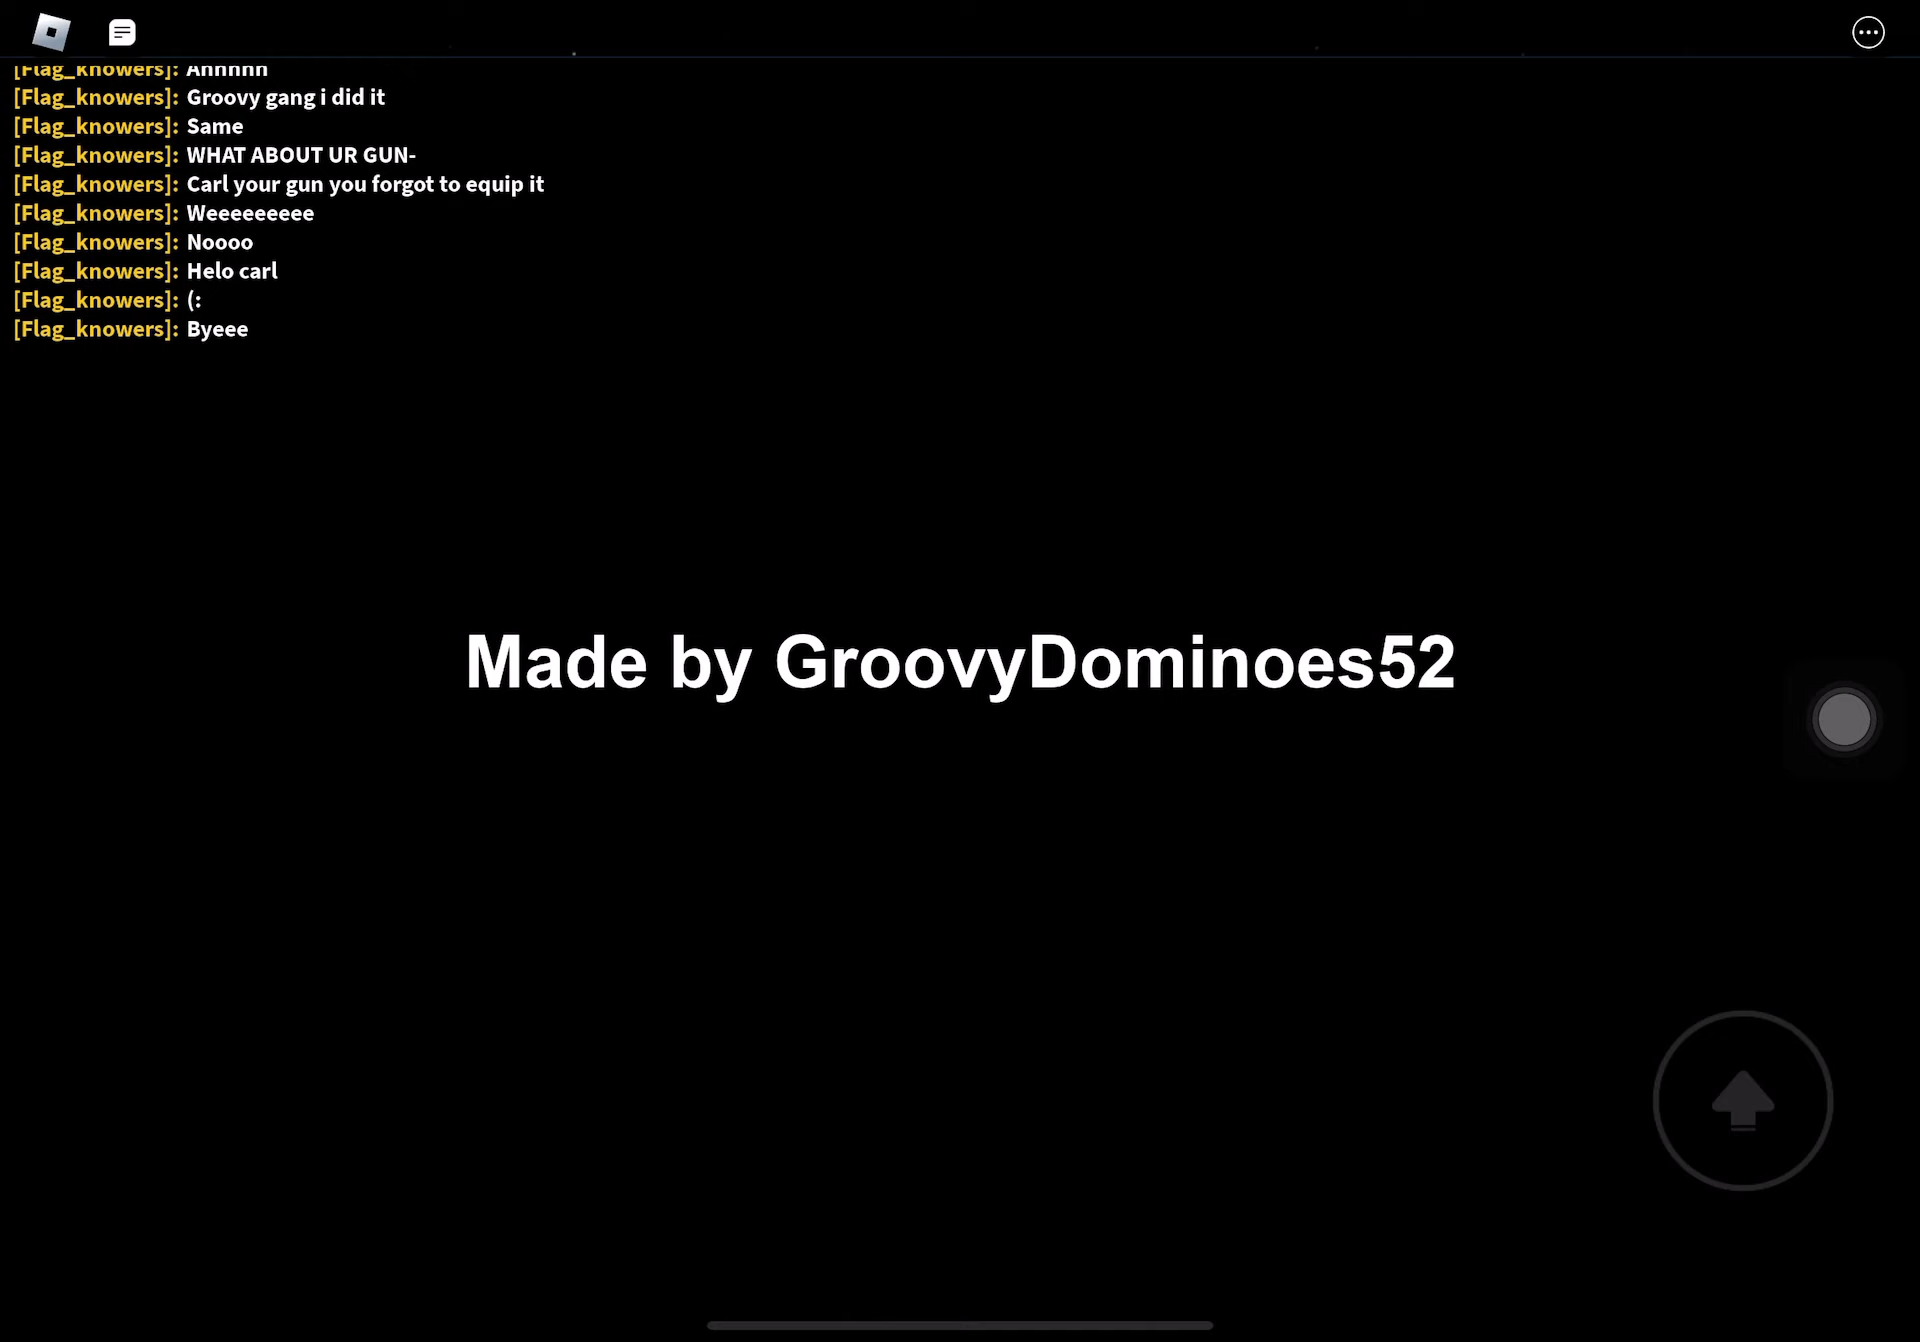 [Flag_knowers]: Ahhhhh
[Flag_knowers]: Groovy gang i did it
[Flag_knowers]: Same
[Flag_knowers]: WHAT ABOUT UR GUN-
[Flag_knowers]: Carl your gun you forgot to equip it
[Flag_knowers]: Weeeeeeeee
[Flag_knowers]: Noooo
[Flag_knowers]: Helo carl
[Flag_knowers]: (:
[Flag_knowers]: Byeee
Made by GroovyDominoes52